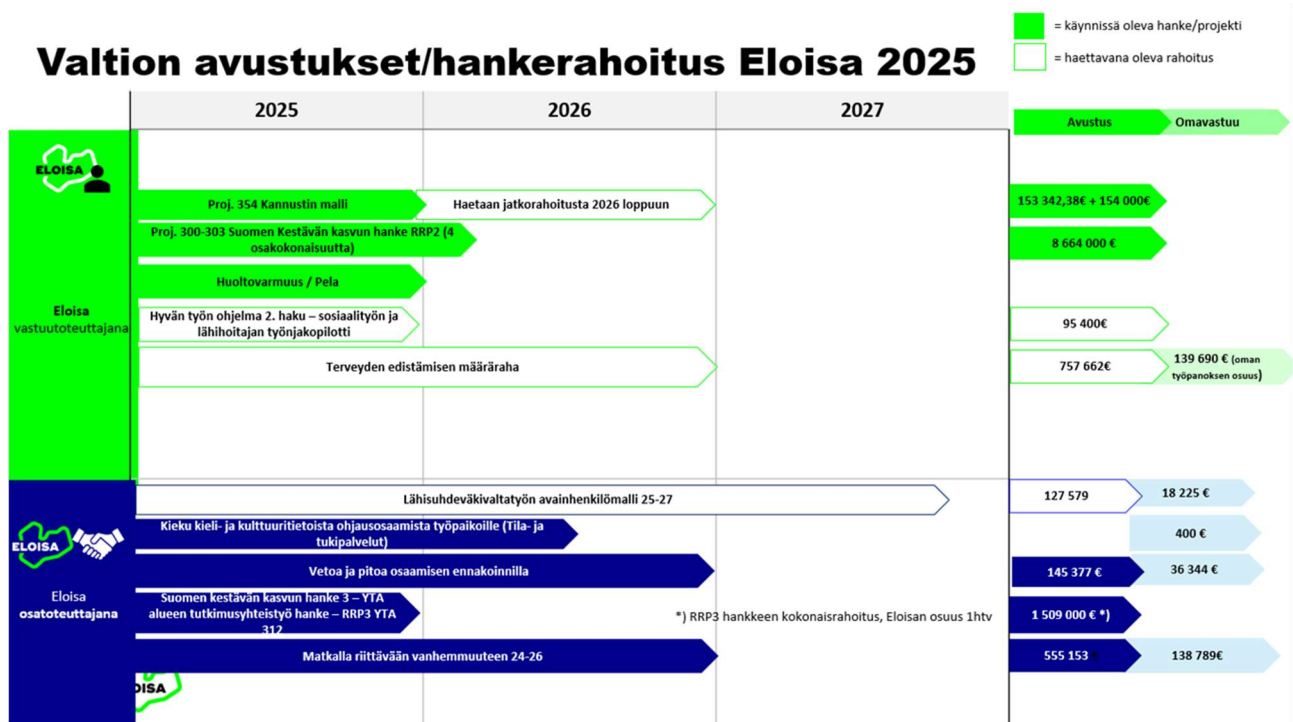 = käynnissä oleva hanke/projekti
Valtion avustukset/hankerahoitus Eloisa 2025
= haettavana oleva rahoitus
2025 2026 2027
Avustus Omavastuu
ELOISA
Proj. 354 Kannustin malli Haetaan jatkorahoitusta 2026 loppuun 153 342,38€ + 154 000€
Proj. 300-303 Suomen Kestävän kasvun hanke RRP2 (4
osakokonaisuutta)
8 664 000 €
Huoltovarmuus / Pela
Eloisa
vastuutoteuttajana
Hyvän työn ohjelma 2. haku – sosiaalityön ja
lähihoitajan työnjakopilotti
95 400€
Terveyden edistämisen määräraha 757 662€
139 690 € (oman
työpanoksen osuus)
Lähisuhdeväkivaltatyön avainhenkilömalli 25-27 127 579 18 225 €
Kieku kieli- ja kulttuuritietoista ohjausosaamista työpaikoille (Tila- ja
tukipalvelut)
400 €
ELOISA
Vetoa ja pitoa osaamisen ennakoinnilla 145 377 € 36 344 €
Eloisa
osatoteuttajana
Suomen kestävän kasvun hanke 3 – YTA
alueen tutkimusyhteistyö hanke – RRP3 YTA
312
*) RRP3 hankkeen kokonaisrahoitus, Eloisan osuus 1htv 1 509 000 € *)
Matkalla riittävään vanhemmuuteen 24-26 555 153 138 789€
OISA